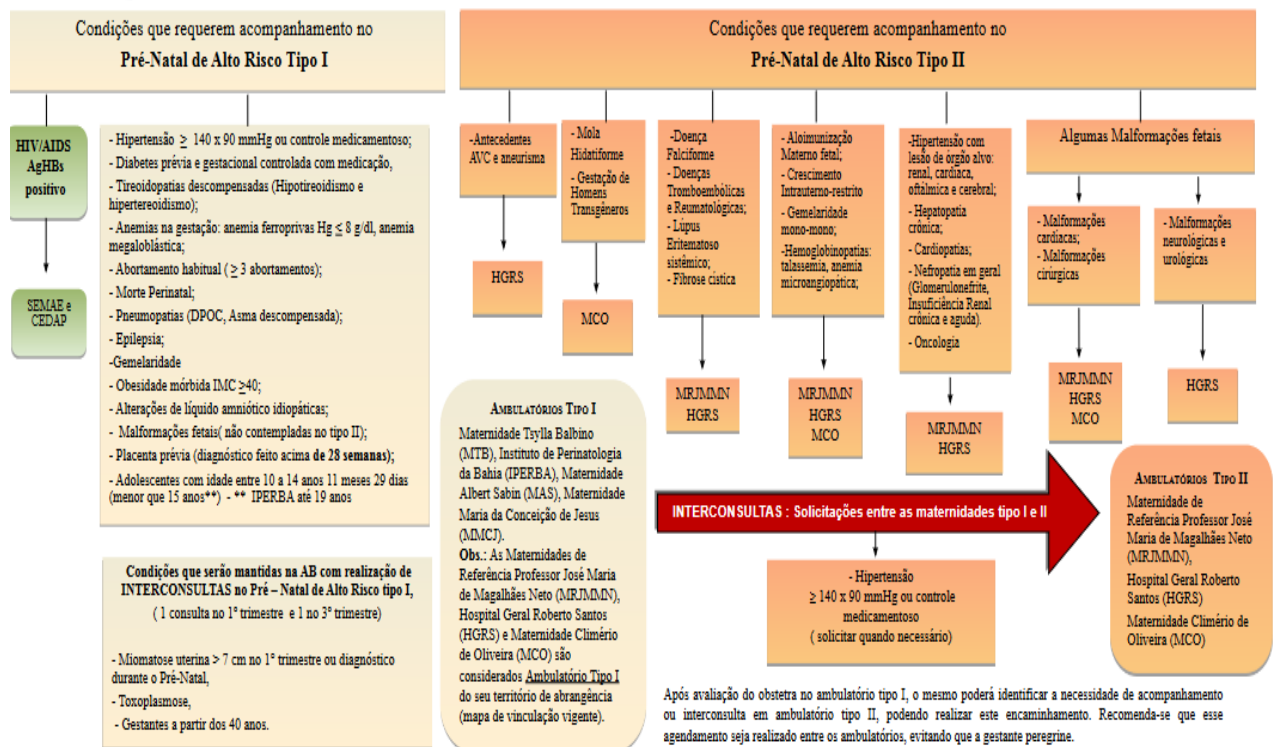 Condições que requerem acompanhamento no
Pré-Natal de Alto Risco Tipo I
HIV/AIDS
AgHBs
positivo
SEMAE e
CEDAP
- Hipertensão ≥ 140 x 90 mmHg ou controle medicamentoso;
- Diabetes prévia e gestacional controlada com medicação,
- Tireoidopatias descompensadas (Hipotireoidismo e
hipertereoidismo);
- Anemias na gestação: anemia ferroprivas Hg ≤ 8 g/dl, anemia
megaloblástica;
- Abortamento habitual ( ≥ 3 abortamentos);
- Morte Perinatal;
- Pneumopatias (DPOC, Asma descompensada);
- Epilepsia;
-Gemelaridade
- Obesidade mórbida IMC ≥40;
- Alterações de líquido amniótico idiopáticas;
- Malformações fetais( não contempladas no tipo II);
- Placenta prévia (diagnóstico feito acima de 28 semanas);
- Adolescentes com idade entre 10 a 14 anos 11 meses 29 dias
(menor que 15 anos**) - ** IPERBA até 19 anos
Condições que serão mantidas na AB com realização de
INTERCONSULTAS no Pré – Natal de Alto Risco tipo I,
( 1 consulta no 1° trimestre e 1 no 3° trimestre)
- Miomatose uterina > 7 cm no 1° trimestre ou diagnóstico
durante o Pré-Natal,
- Toxoplasmose,
- Gestantes a partir dos 40 anos.
Condições que requerem acompanhamento no
Pré-Natal de Alto Risco Tipo II
-Antecedentes
AVC e aneurisma
HGRS
- Mola
Hidatiforme
- Gestação de
Homens
Transgêneros
MCO
-Doença
Falciforme
- Doenças
Tromboembólicas
e Reumatológicas;
- Lúpus
Eritematoso
sistêmico;
- Fibrose cística
MRJMMN
HGRS
- Aloimunização
Materno fetal;
- Crescimento
Intrauterno-restrito
- Gemelaridade
mono-mono;
-Hemoglobinopatias:
talassemia, anemia
microangiopática;
MRJMMN
HGRS
MCO
-Hipertensão com
lesão de órgão alvo:
renal, cardíaca,
oftálmica e cerebral;
- Hepatopatia
crônica;
- Cardiopatias;
- Nefropatia em geral
(Glomerulonefrite,
Insuficiência Renal
crônica e aguda).
- Oncologia
MRJMMN
HGRS
Algumas Malformações fetais
- Malformações
cardíacas;
- Malformações
cirúrgicas
MRJMMN
HGRS
MCO
- Malformações
neurológicas e
urológicas
HGRS
AMBULATÓRIOS TIPO I
Maternidade Tsylla Balbino
(MTB), Instituto de Perinatologia
da Bahia (IPERBA), Maternidade
Albert Sabin (MAS), Maternidade
Maria da Conceição de Jesus
(MMCJ).
Obs.: As Maternidades de
Referência Professor José Maria
de Magalhães Neto (MRJMMN),
Hospital Geral Roberto Santos
(HGRS) e Maternidade Climério
de Oliveira (MCO) são
considerados Ambulatório Tipo I
do seu território de abrangência
(mapa de vinculação vigente).
INTERCONSULTAS : Solicitações entre as maternidades tipo I e II
- Hipertensão
≥ 140 x 90 mmHg ou controle
medicamentoso
( solicitar quando necessário)
AMBULATÓRIOS TIPO II
Maternidade de
Referência Professor José
Maria de Magalhães Neto
(MRJMMN),
Hospital Geral Roberto
Santos (HGRS)
Maternidade Climério de
Oliveira (MCO)
Após avaliação do obstetra no ambulatório tipo I, o mesmo poderá identificar a necessidade de acompanhamento
ou interconsulta em ambulatório tipo II, podendo realizar este encaminhamento. Recomenda-se que esse
agendamento seja realizado entre os ambulatórios, evitando que a gestante peregrine.